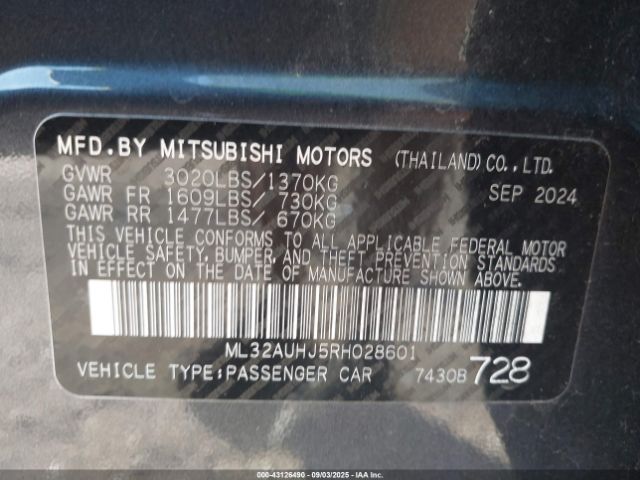 MFD. BY MITSUBISHI MOTORS (THAILAND) CO., LTD.
GVWR 3020LBS/1370KG SEP 2024
GAWR FR 1609LBS/ 730KG
GAWR RR 1477LBS/ 670KG
THIS VEHICLE CONFORMS TO ALL APPLICABLE FEDERAL MOTOR
VEHICLE SAFETY, BUMPER, AND THEFT PREVENTION STANDARDS
IN EFFECT ON THE DATE OF MANUFACTURE SHOWN ABOVE.
ML32AUHJ5RH028601
VEHICLE TYPE:PASSENGER CAR 7430B 728
000-43126490 - 09/03/2025 - IAAI.COM